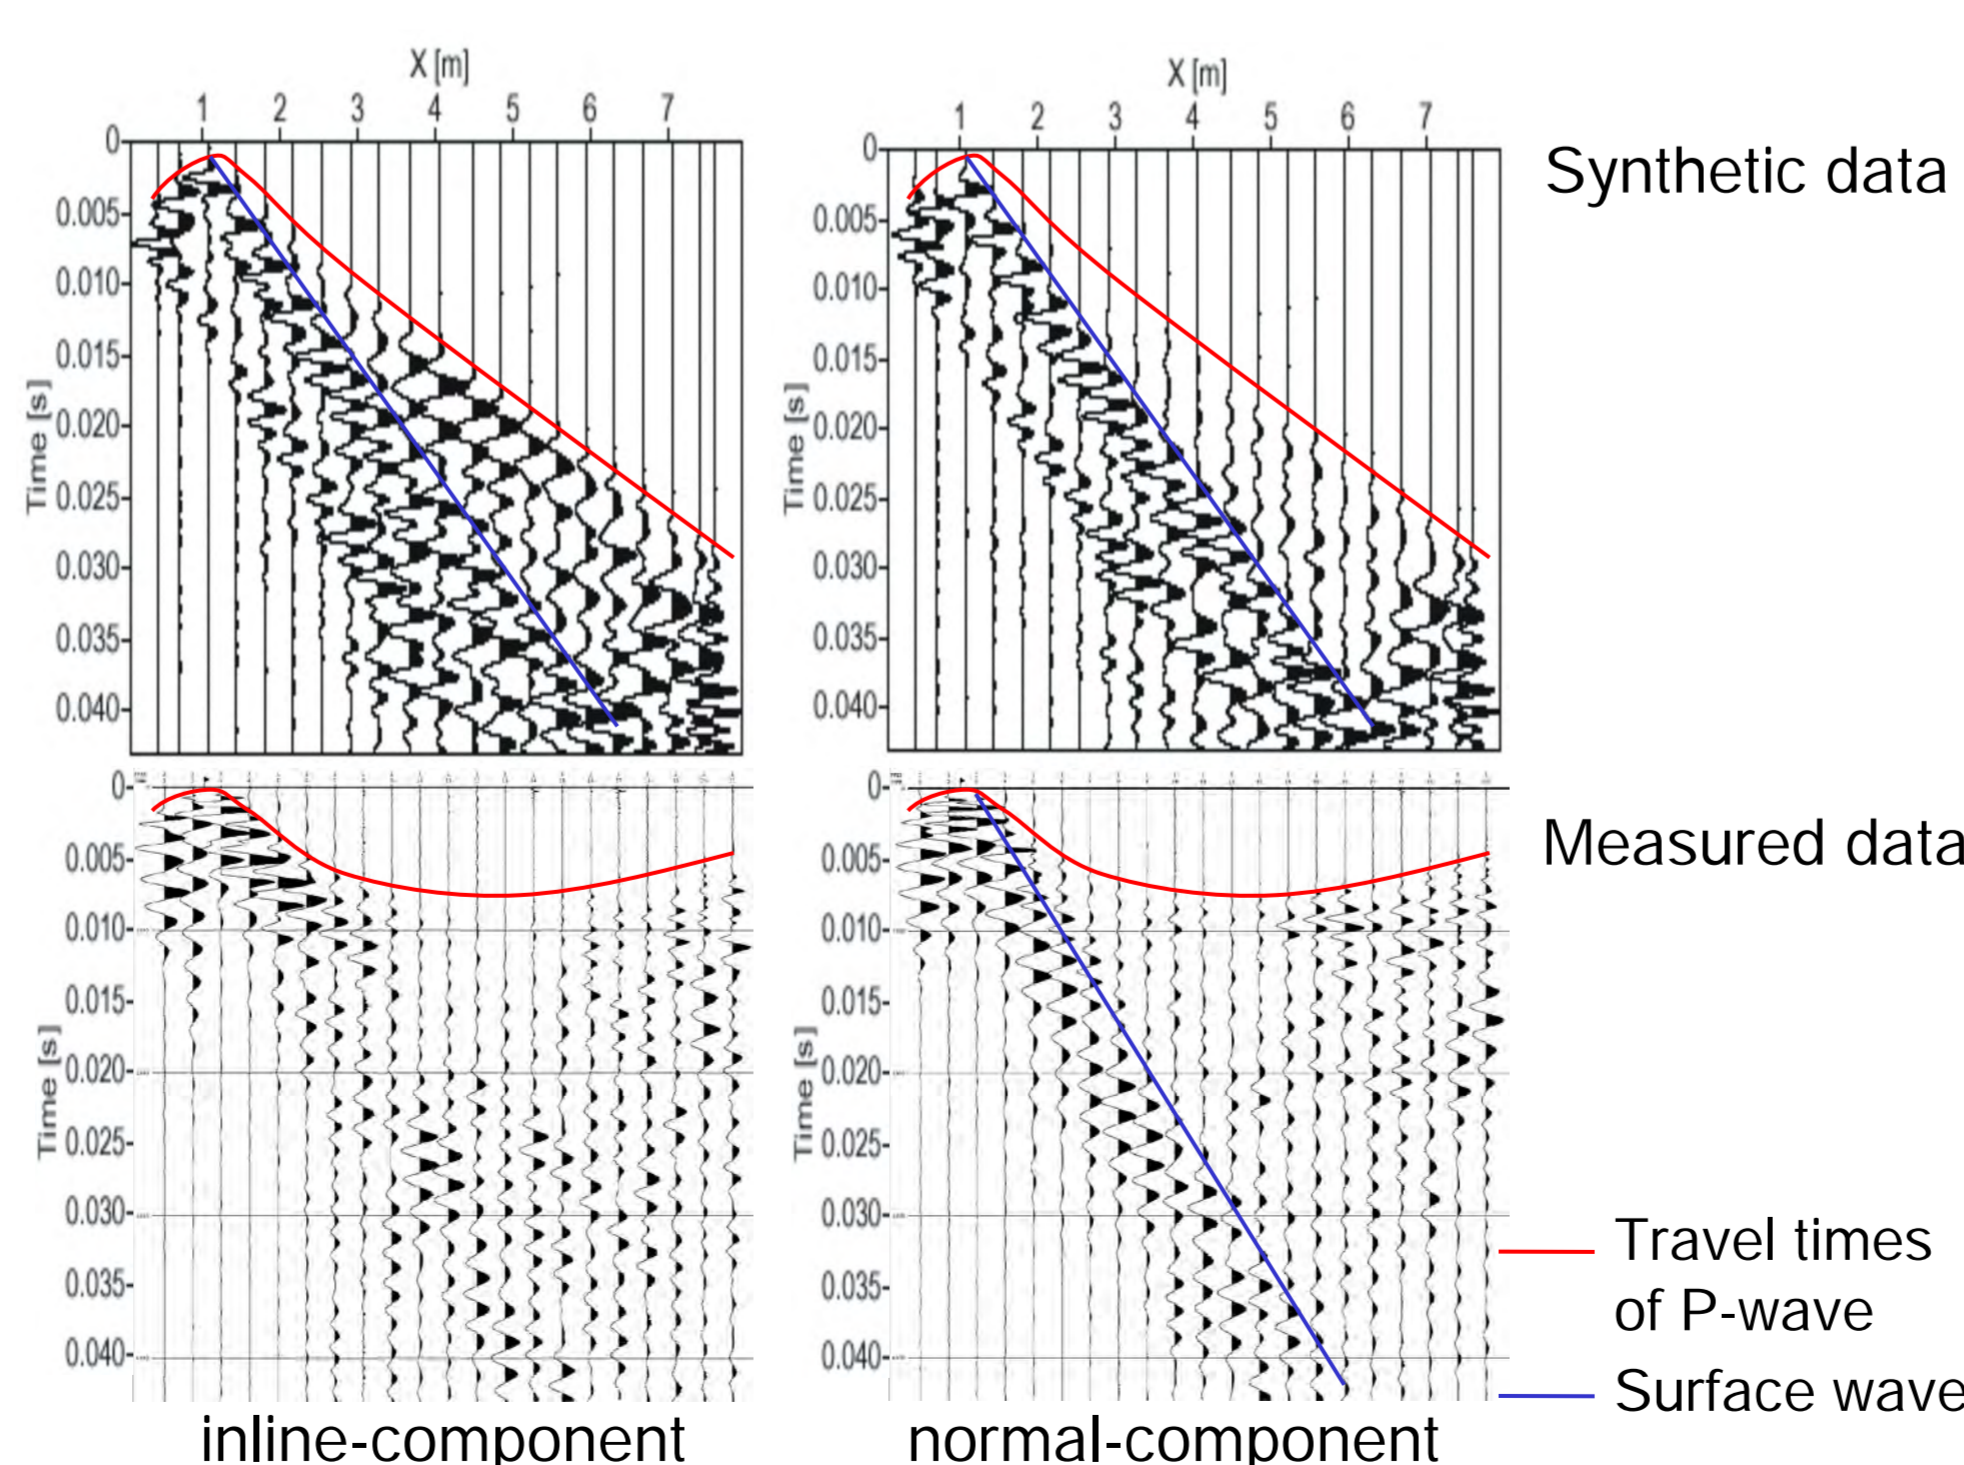 X [m]
1 2 3 4 5 6 7
0
0.005
0.010
0.015
0.020
0.025
0.030
0.035
0.040
Time [s]
X [m]
1 2 3 4 5 6 7
0
0.005
0.010
0.015
0.020
0.025
0.030
0.035
0.040
Time [s]
Synthetic data
0
0.005
0.010
0.015
0.020
0.025
0.030
0.035
0.040
Time [s]
inline-component
0
0.005
0.010
0.015
0.020
0.025
0.030
0.035
0.040
Time [s]
normal-component
Measured data
Travel times
of P-wave
Surface wave